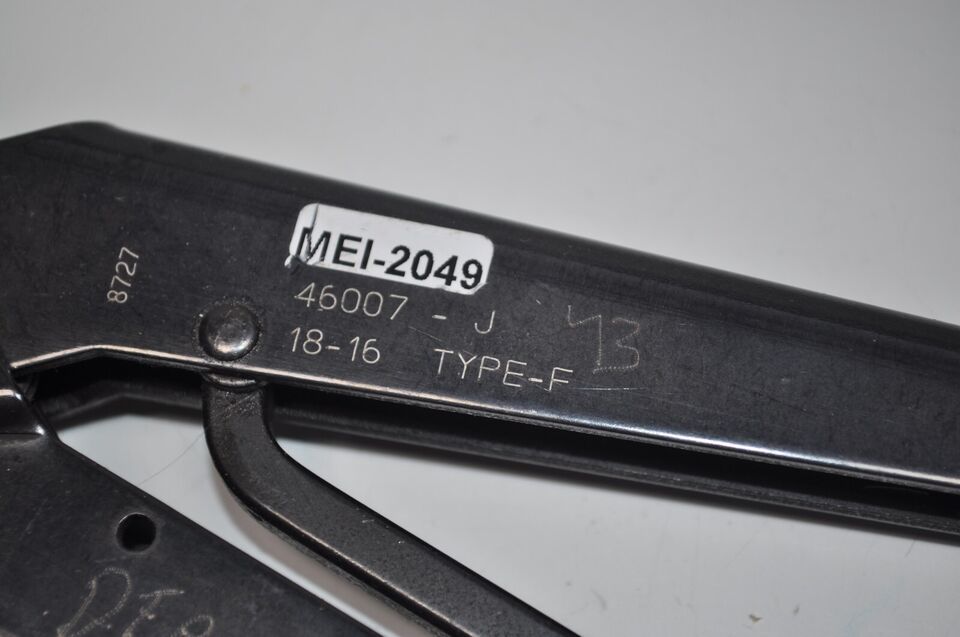 8727
MEI-2049
46007 - J
18-16 TYPE-F